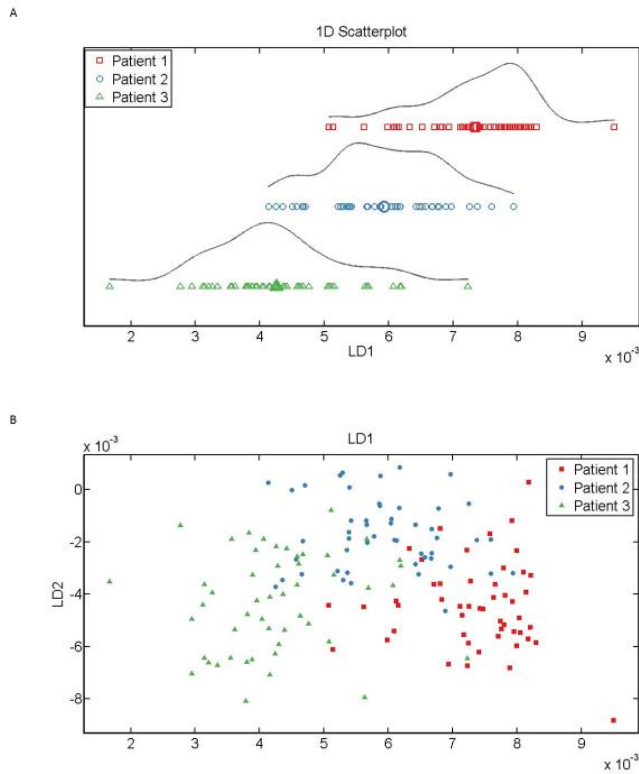 A
1D Scatterplot
Patient 1
Patient 2
Patient 3
2 3 4 5 6 7 8 9
LD1
x 10⁻³
B
x 10⁻³
LD1
Patient 1
Patient 2
Patient 3
0
-2
-4
-6
-8
LD2
2 3 4 5 6 7 8 9
x 10⁻³